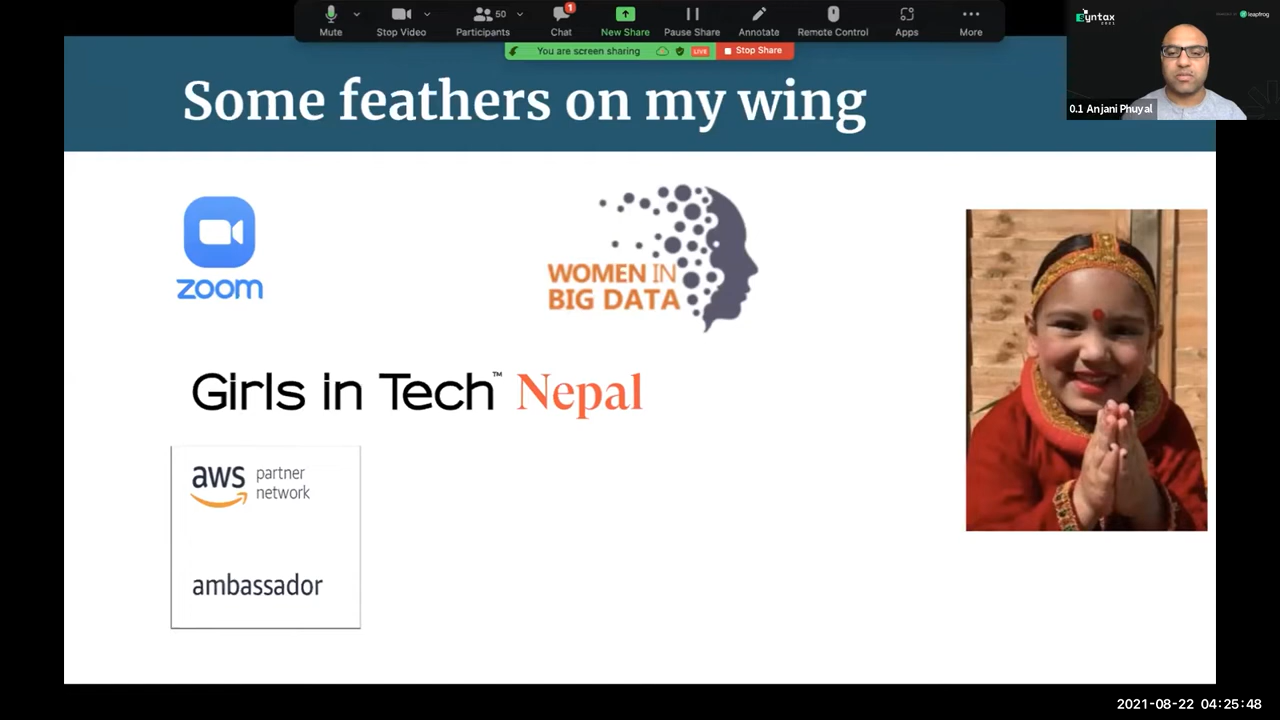 50
1
Mute
Stop Video
Participants
Chat
New Share
Pause Share
Annotate
Remote Control
Apps
More
You are screen sharing
LIVE
Stop Share
Syntax
leapfrog
0.1 Anjani Phuyal
Some feathers on my wing
zoom
WOMEN IN
BIG DATA
Girls in Tech™ Nepal
aws partner
network
ambassador
2021-08-22 04:25:48